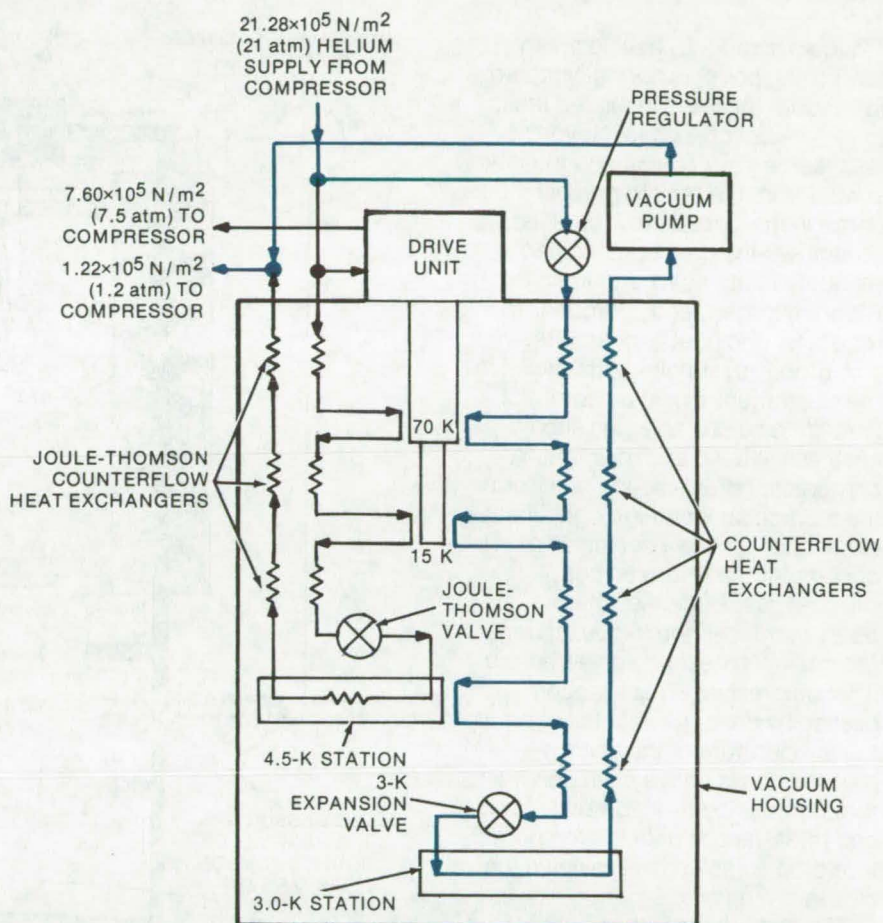 21.28×10⁵ N/m²
(21 atm) HELIUM
SUPPLY FROM
COMPRESSOR
PRESSURE
REGULATOR
7.60×10⁵ N/m²
(7.5 atm) TO
COMPRESSOR
1.22×10⁵ N/m²
(1.2 atm) TO
COMPRESSOR
DRIVE
UNIT
VACUUM
PUMP
70 K
JOULE-THOMSON
COUNTERFLOW
HEAT EXCHANGERS
15 K
COUNTERFLOW
HEAT
EXCHANGERS
JOULE-
THOMSON
VALVE
4.5-K STATION
3-K
EXPANSION
VALVE
VACUUM
HOUSING
3.0-K STATION